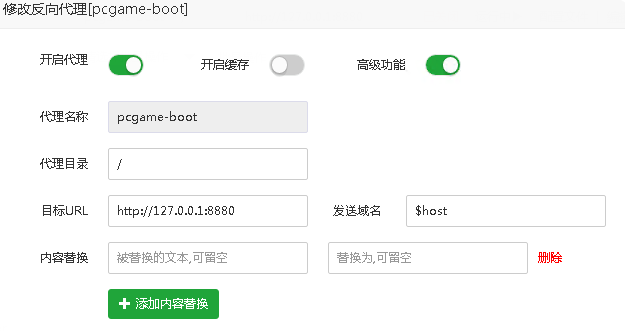 修改反向代理[pcgame-boot]
开启代理 开启缓存 高级功能
代理名称 pcgame-boot
代理目录 /
目标URL http://127.0.0.1:8880 发送域名 $host
内容替换 被替换的文本,可留空 替换为,可留空 删除
添加内容替换